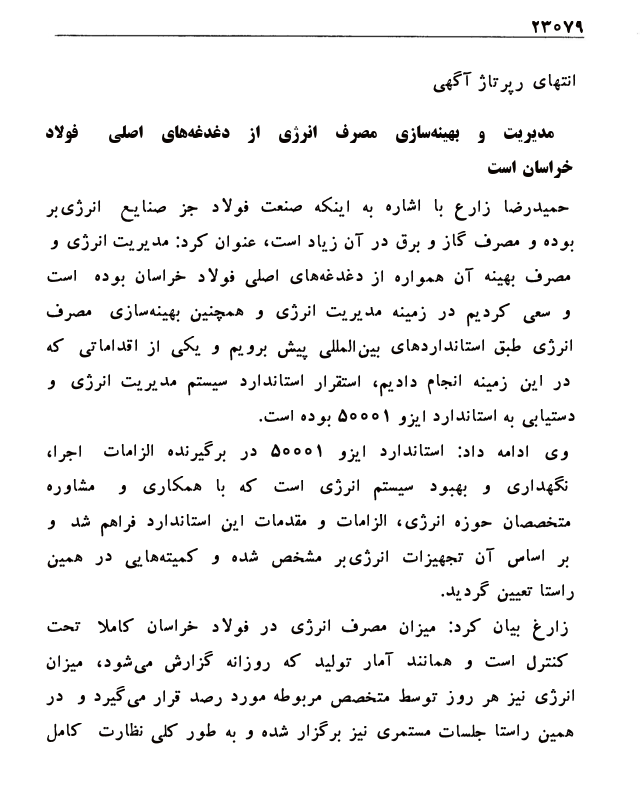 ۲۳۰۷۹
انتهای رپرتاژ آگهی
مدیریت و بهینه‌سازی مصرف انرژی از دغدغه‌های اصلی فولاد
خراسان است
حمیدرضا زارع با اشاره به اینکه صنعت فولاد جز صنایع انرژی‌بر
بوده و مصرف گاز و برق در آن زیاد است، عنوان کرد: مدیریت انرژی و
مصرف بهینه آن همواره از دغدغه‌های اصلی فولاد خراسان بوده است
و سعی کردیم در زمینه مدیریت انرژی و همچنین بهینه‌سازی مصرف
انرژی طبق استانداردهای بین‌المللی پیش برویم و یکی از اقداماتی که
در این زمینه انجام دادیم، استقرار استاندارد سیستم مدیریت انرژی و
دستیابی به استاندارد ایزو ۵۰۰۰۱ بوده است.
وی ادامه داد: استاندارد ایزو ۵۰۰۰۱ در برگیرنده الزامات اجرا،
نگهداری و بهبود سیستم انرژی است که با همکاری و مشاوره
متخصصان حوزه انرژی، الزامات و مقدمات این استاندارد فراهم شد و
بر اساس آن تجهیزات انرژی‌بر مشخص شده و کمیته‌هایی در همین
راستا تعیین گردید.
زارغ بیان کرد: میزان مصرف انرژی در فولاد خراسان کاملا تحت
کنترل است و همانند آمار تولید که روزانه گزارش می‌شود، میزان
انرژی نیز هر روز توسط متخصص مربوطه مورد رصد قرار می‌گیرد و در
همین راستا جلسات مستمری نیز برگزار شده و به طور کلی نظارت کامل